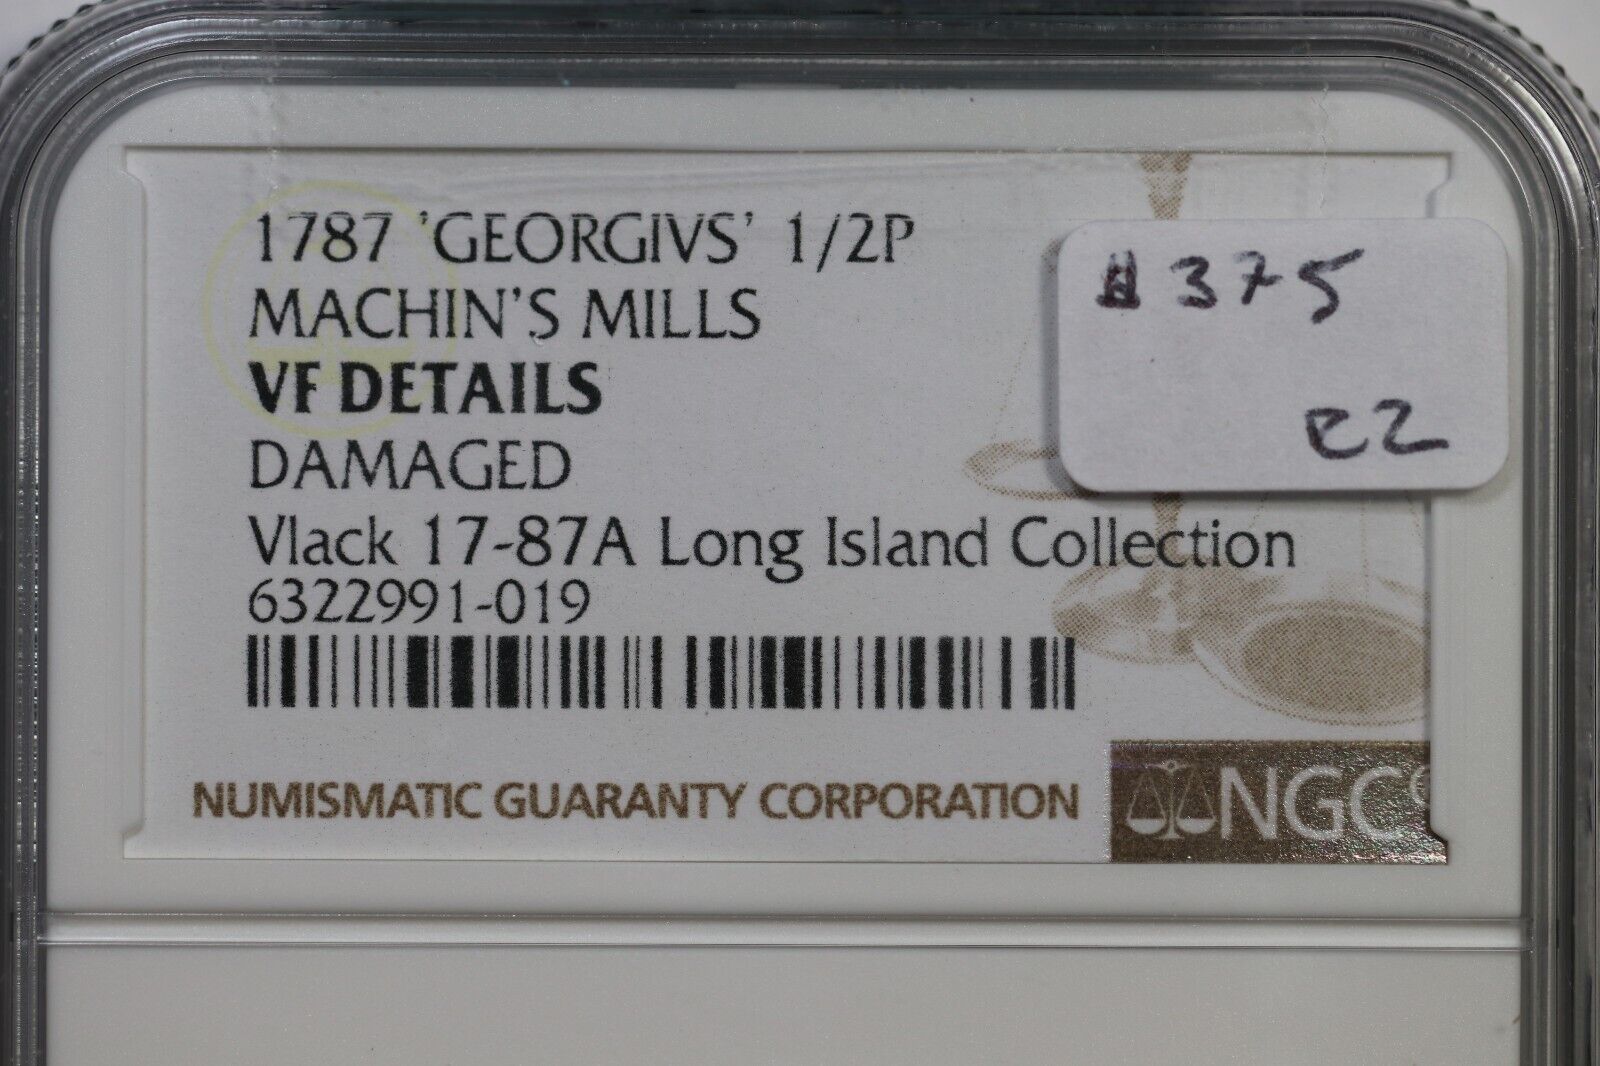 1787 'GEORGIVS' 1/2P
MACHIN'S MILLS
VF DETAILS
DAMAGED
Vlack 17-87A Long Island Collection
6322991-019
NUMISMATIC GUARANTY CORPORATION
NGC
375